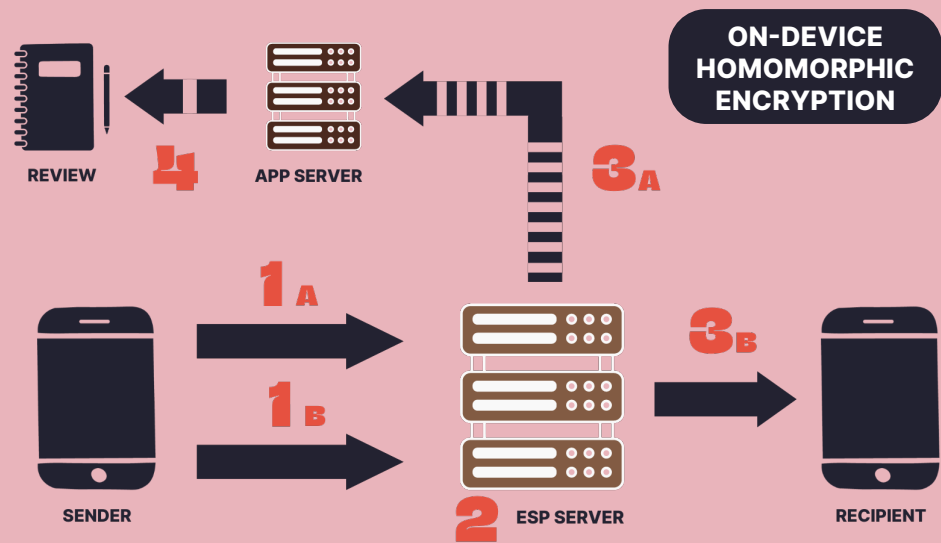 ON-DEVICE
HOMOMORPHIC
ENCRYPTION
REVIEW
4
APP SERVER
3A
1A
1B
3B
SENDER
2
ESP SERVER
RECIPIENT